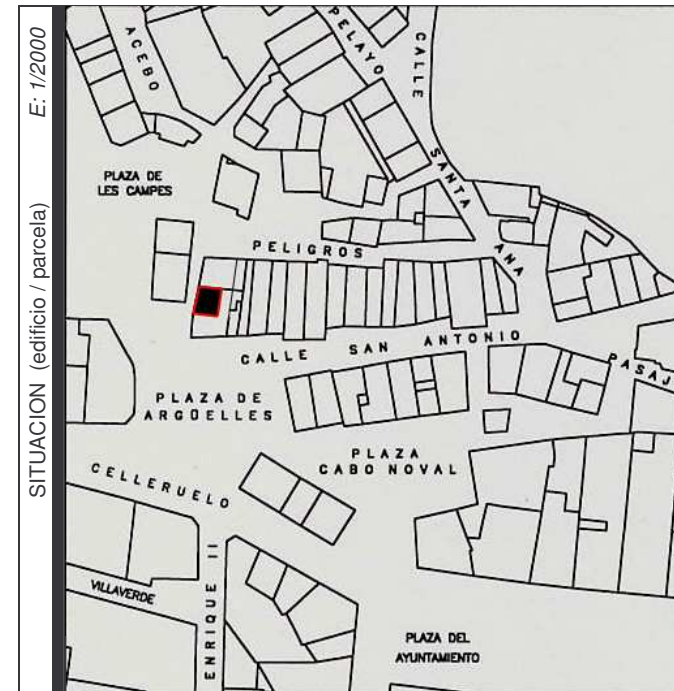 SITUACION (edificio / parcela) E: 1/2000
ACEBO
PELAYO
CALLE
SANTA ANA
PLAZA DE
LES CAMPES
PELIGROS
CALLE SAN ANTONIO
PASAJ
PLAZA DE
ARGÜELLES
PLAZA
CABO NOVAL
CELLERUELO
VILLAVERDE
ENRIQUE II
PLAZA DEL
AYUNTAMIENTO